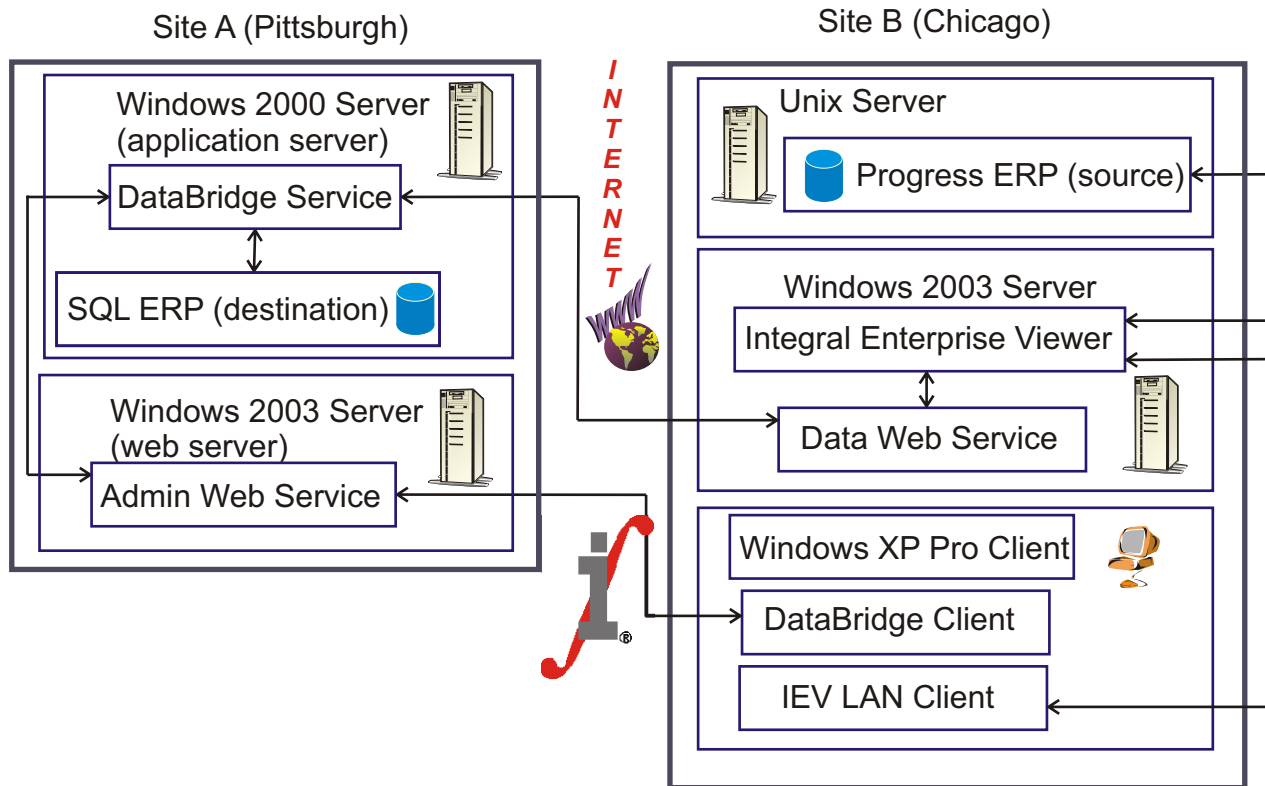 Site A (Pittsburgh)
Windows 2000 Server
(application server)
DataBridge Service
SQL ERP (destination)
Windows 2003 Server
(web server)
Admin Web Service
INTERNET
WWW
i
®
Site B (Chicago)
Unix Server
Progress ERP (source)
Windows 2003 Server
Integral Enterprise Viewer
Data Web Service
Windows XP Pro Client
DataBridge Client
IEV LAN Client